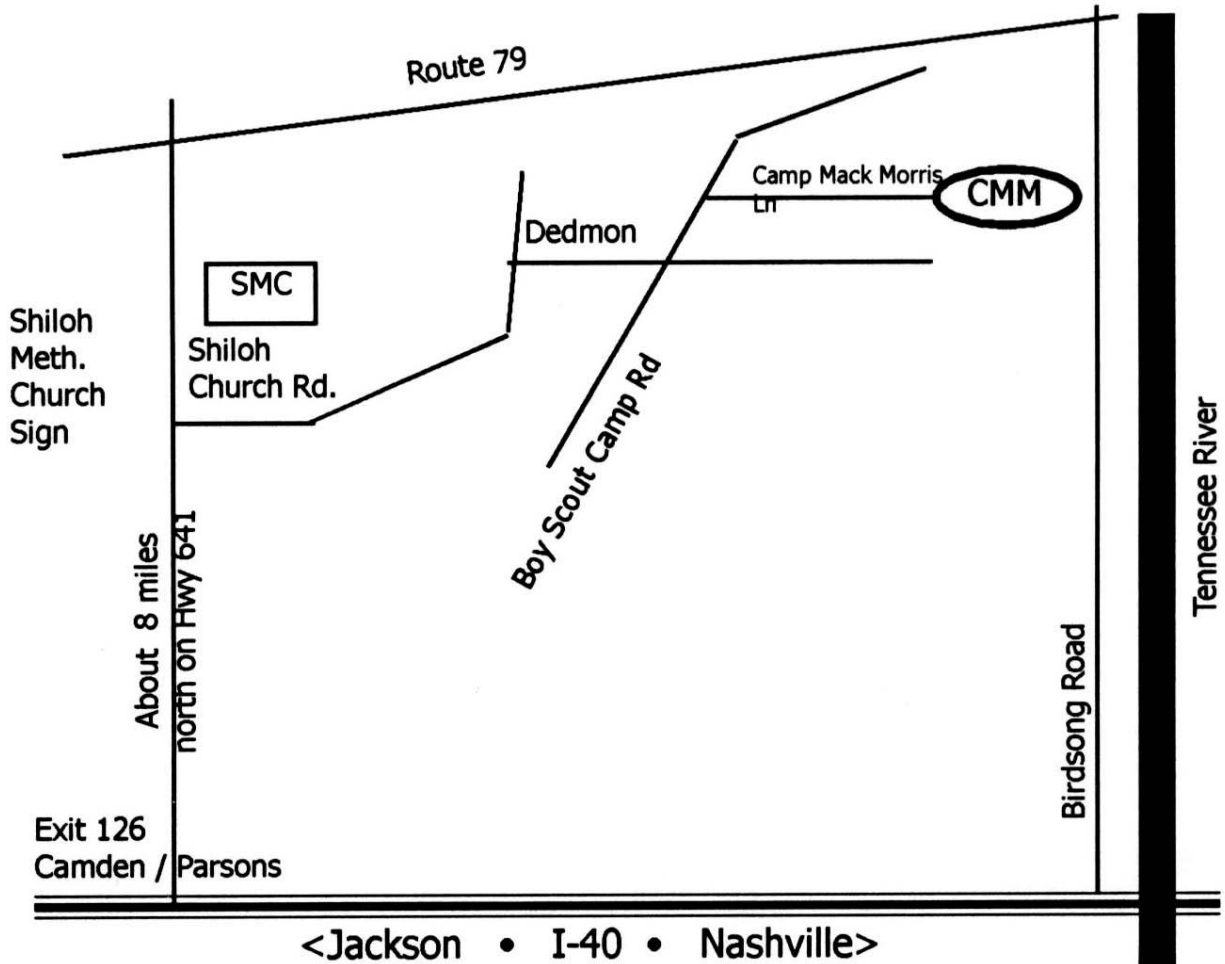 Route 79
Camp Mack Morris
Ln
CMM
Dedmon
SMC
Shiloh
Meth.
Church
Sign
Shiloh
Church Rd.
Boy Scout Camp Rd
Tennessee River
About 8 miles
north on Hwy 641
Birdsong Road
Exit 126
Camden / Parsons
<Jackson • I-40 • Nashville>